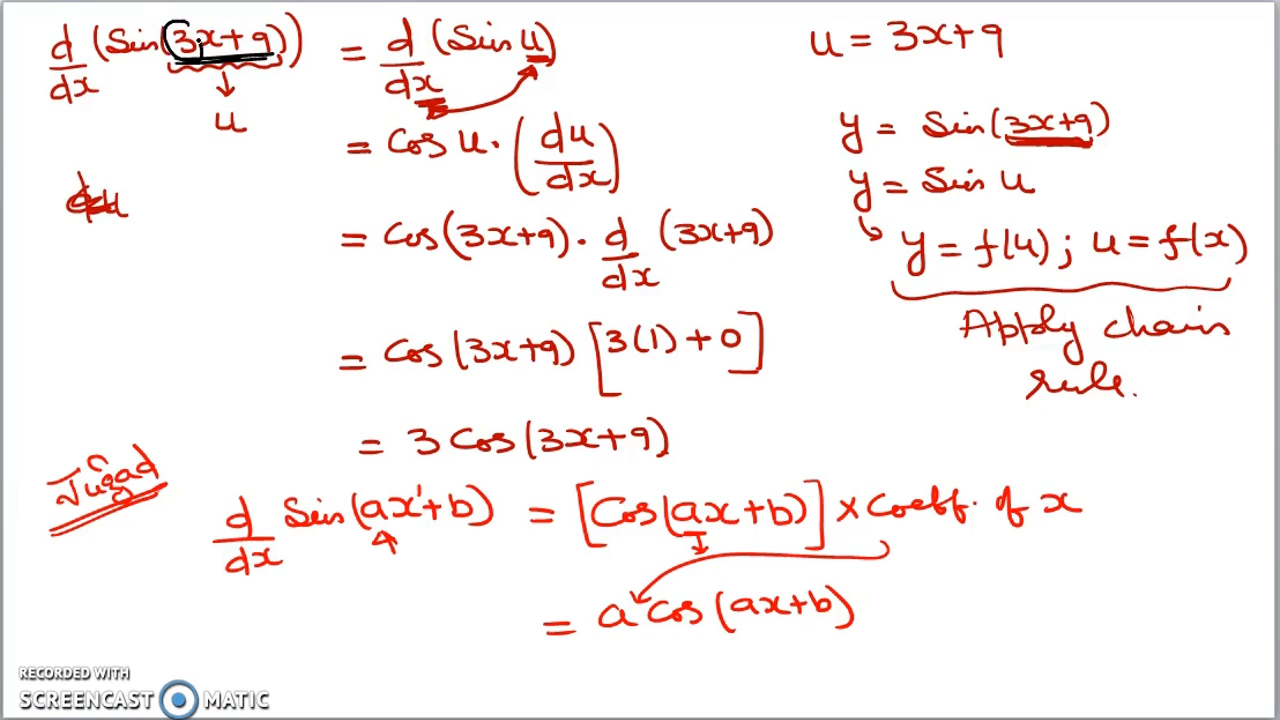 d/dx (Sin(3x+9)) = d/dx (Sin u)
u
= Cos u · (du/dx)
= Cos(3x+9) · d/dx (3x+9)
= Cos(3x+9) [3(1) + 0]
= 3 Cos(3x+9)
u = 3x+9
y = Sin(3x+9)
y = Sin u
y = f(u) ; u = f(x)
Apply chain
rule.
Jugad
d/dx Sin(ax¹+b) = [Cos(ax+b)] × Coeff. of x
= a Cos(ax+b)
RECORDED WITH
SCREENCAST MATIC